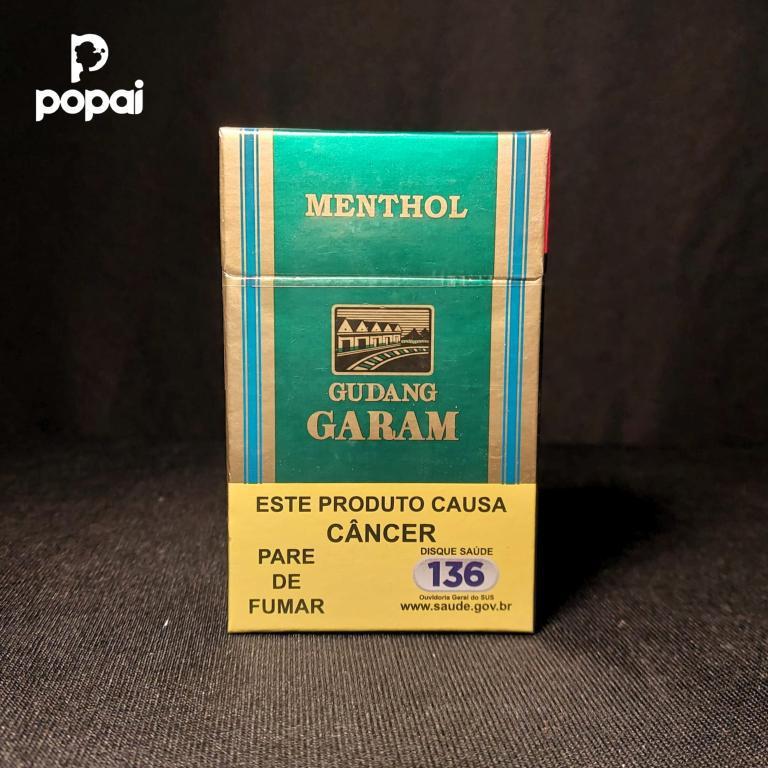 popai
MENTHOL
GUDANG
GARAM
ESTE PRODUTO CAUSA
CÂNCER
PARE
DE
FUMAR
DISQUE SAÚDE
136
Ouvidoria Geral do SUS
www.saude.gov.br